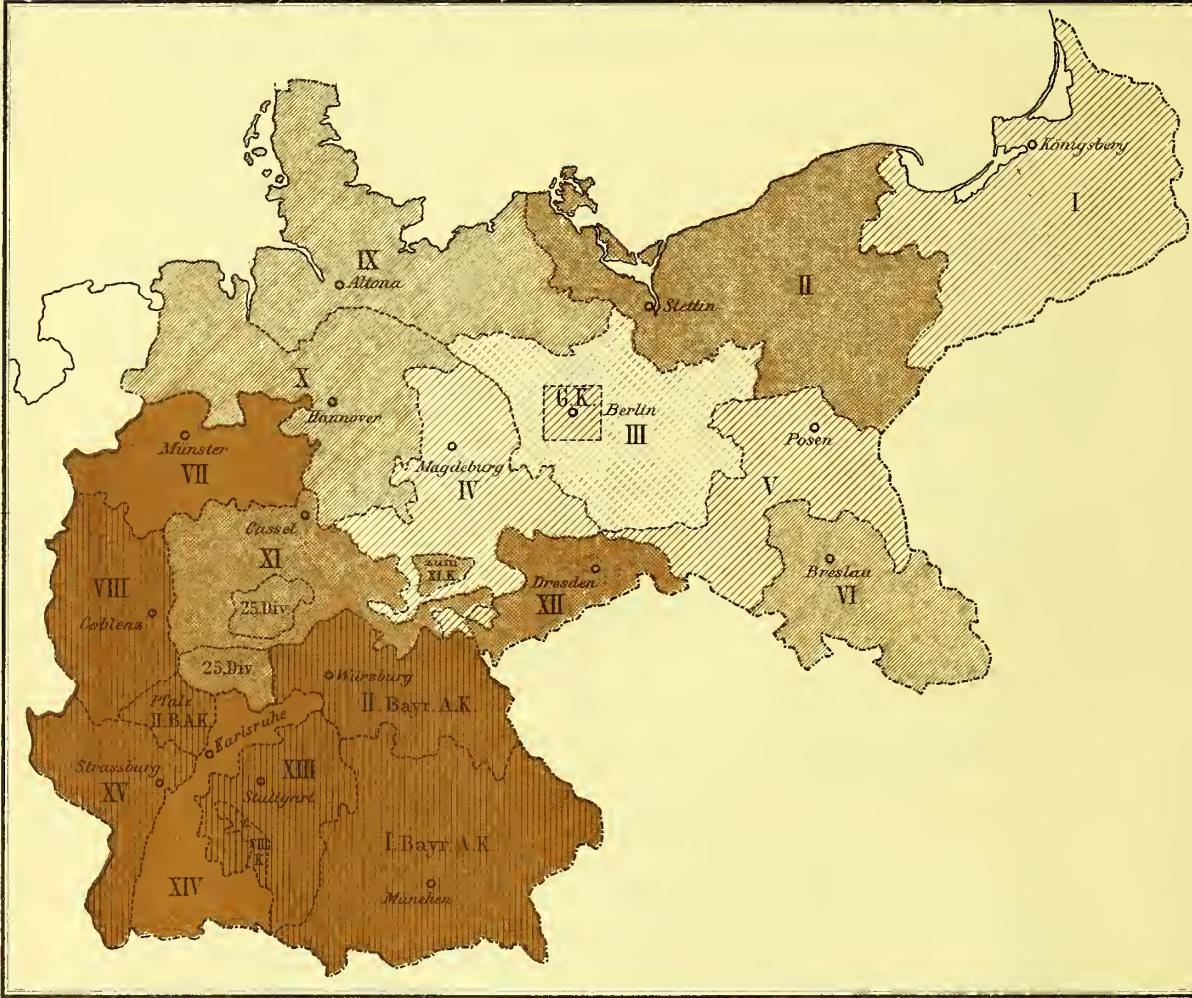 Königsberg
I
IX
Altona
II
Stettin
X
Hannover
G.K.
Berlin
III
Posen
Münster
VII
Magdeburg
IV
V
Cassel
XI
zum
XI.K.
Dresden
XII
Breslau
VI
VIII
Coblenz
25.Div.
25.Div.
Würzburg
II. Bayr. A.K.
Pfalz
II.B.A.K.
Karlsruhe
Strassburg
XV
XIII
Stuttgart
I. Bayr. A.K
XIV
München